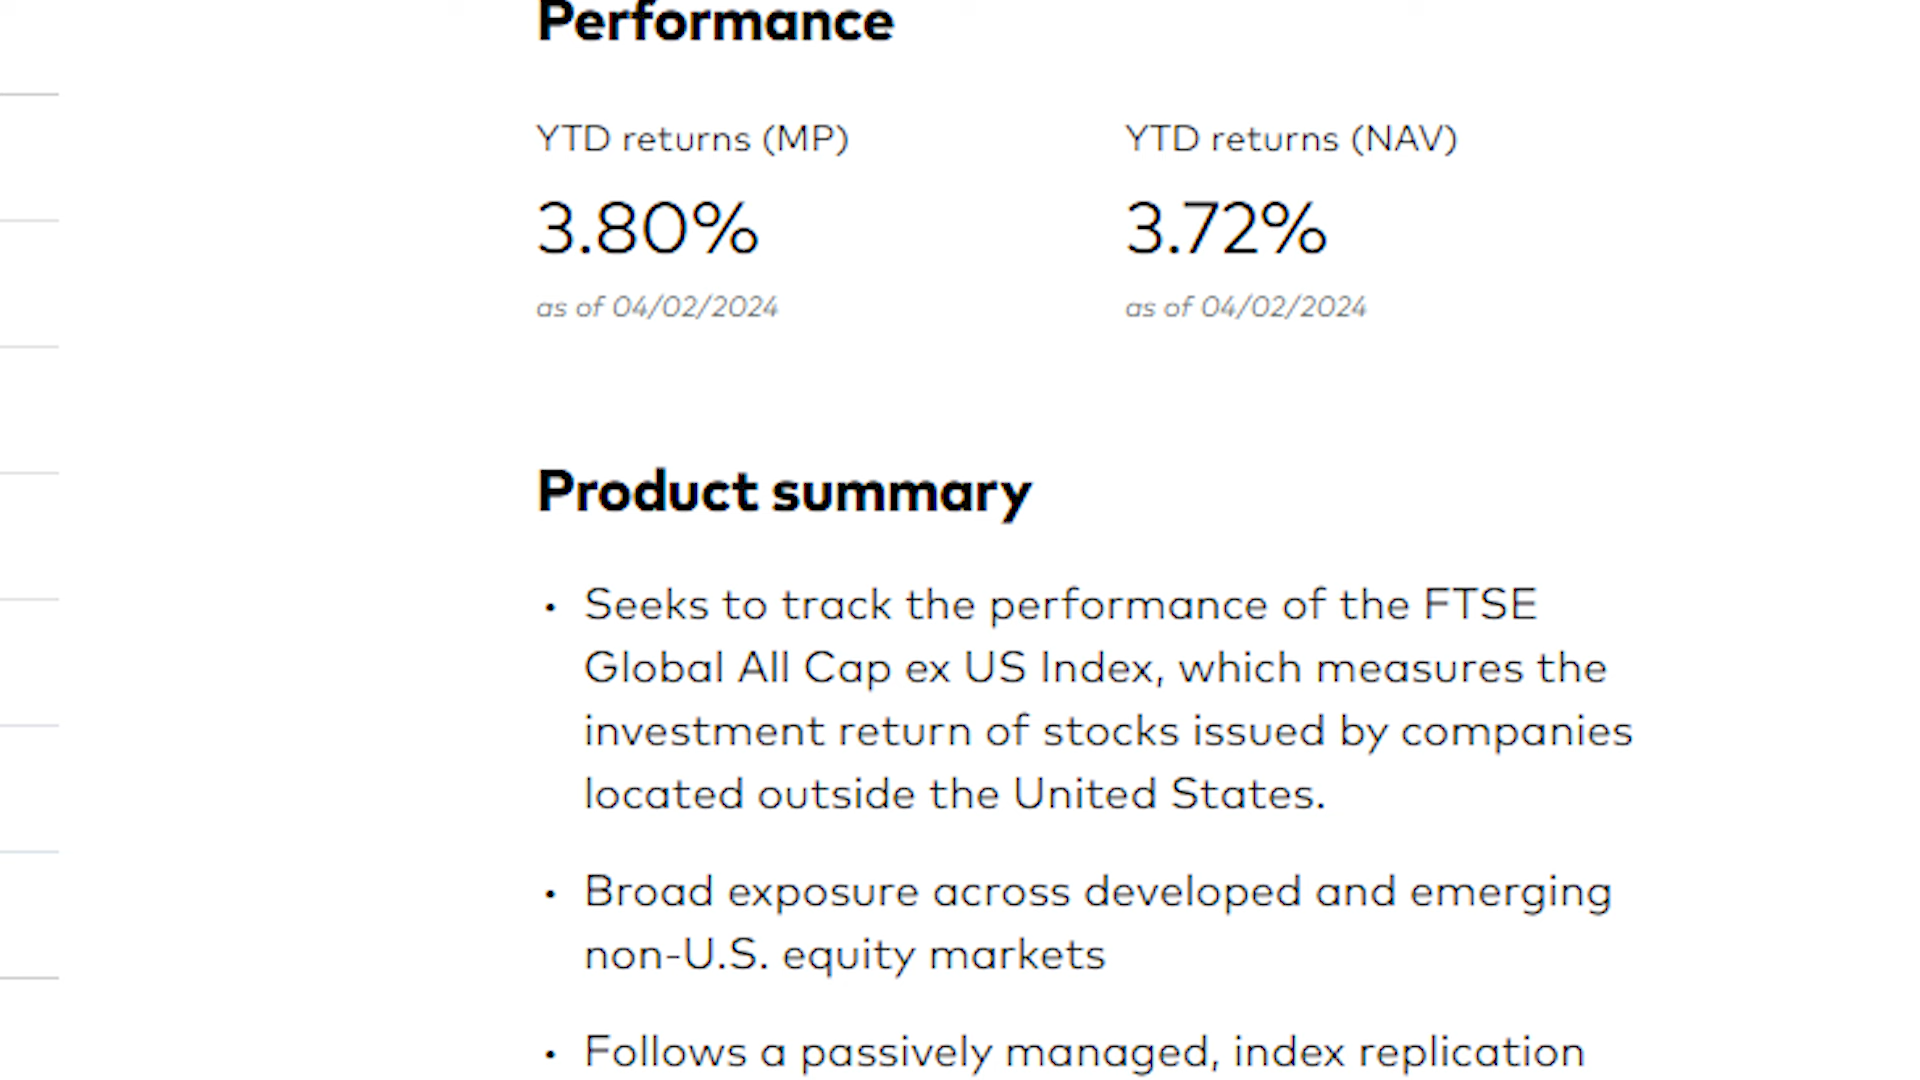 Performance
YTD returns (MP)
YTD returns (NAV)
3.80%
3.72%
as of 04/02/2024
as of 04/02/2024
Product summary
• Seeks to track the performance of the FTSE
Global All Cap ex US Index, which measures the
investment return of stocks issued by companies
located outside the United States.
• Broad exposure across developed and emerging
non-U.S. equity markets
• Follows a passively managed, index replication